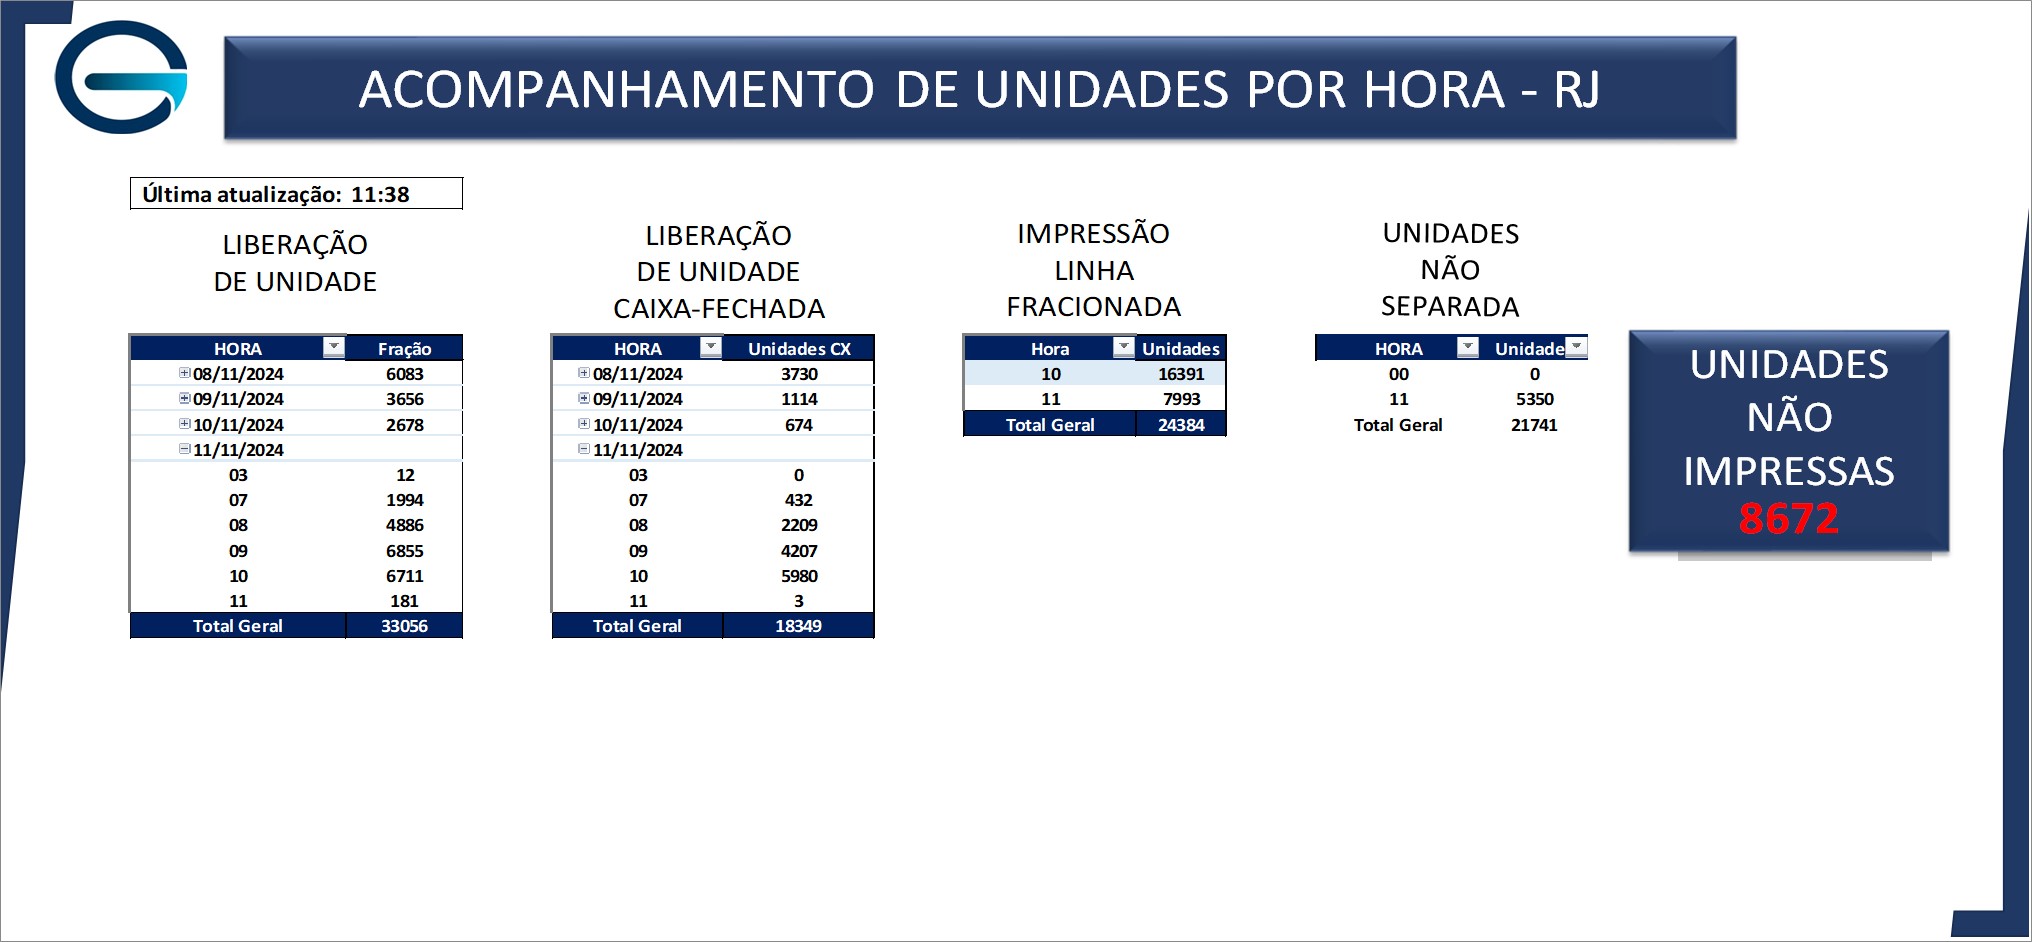 ACOMPANHAMENTO DE UNIDADES POR HORA - RJ
Última atualização: 11:38
LIBERAÇÃO
DE UNIDADE
HORA Fração
08/11/2024 6083
09/11/2024 3656
10/11/2024 2678
11/11/2024
03 12
07 1994
08 4886
09 6855
10 6711
11 181
Total Geral 33056
LIBERAÇÃO
DE UNIDADE
CAIXA-FECHADA
HORA Unidades CX
08/11/2024 3730
09/11/2024 1114
10/11/2024 674
11/11/2024
03 0
07 432
08 2209
09 4207
10 5980
11 3
Total Geral 18349
IMPRESSÃO
LINHA
FRACIONADA
Hora Unidades
10 16391
11 7993
Total Geral 24384
UNIDADES
NÃO
SEPARADA
HORA Unidade
00 0
11 5350
Total Geral 21741
UNIDADES
NÃO
IMPRESSAS
8672